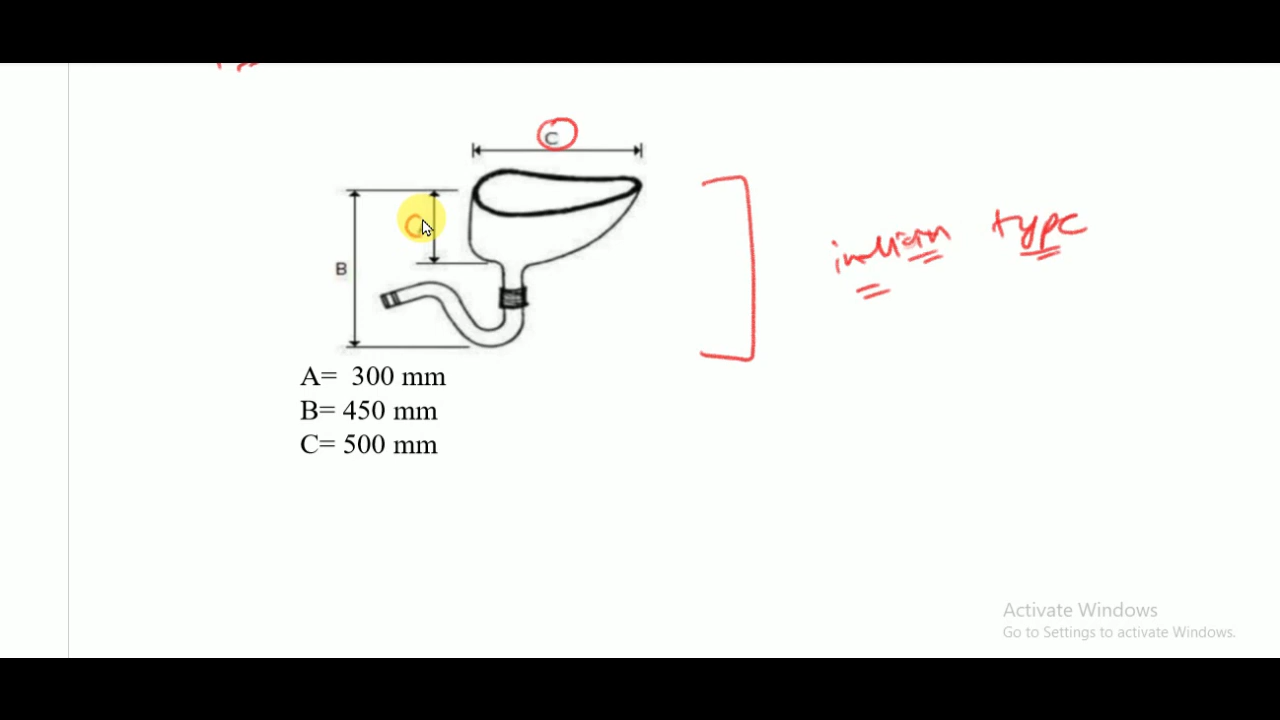 C
B
indian type
A= 300 mm
B= 450 mm
C= 500 mm
Activate Windows
Go to Settings to activate Windows.